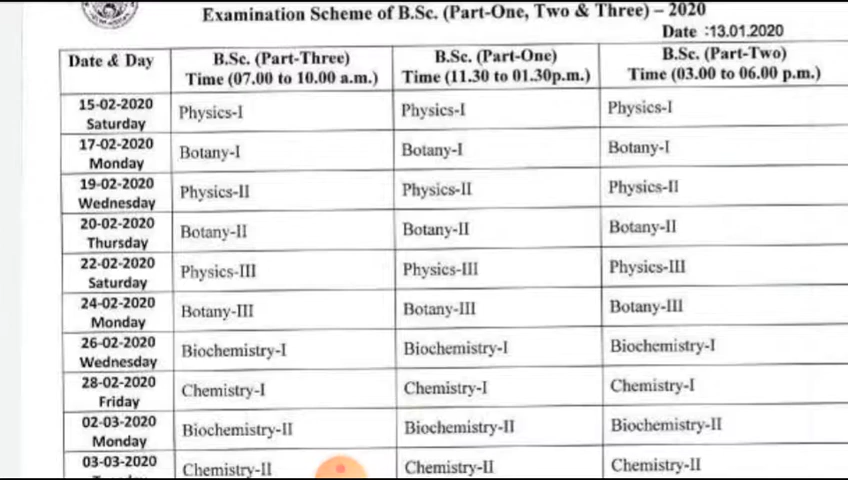 Examination Scheme of B.Sc. (Part-One, Two & Three) – 2020
Date :13.01.2020
Date & Day B.Sc. (Part-Three) Time (07.00 to 10.00 a.m.) B.Sc. (Part-One) Time (11.30 to 01.30p.m.) B.Sc. (Part-Two) Time (03.00 to 06.00 p.m.)
15-02-2020 Saturday Physics-I Physics-I Physics-I
17-02-2020 Monday Botany-I Botany-I Botany-I
19-02-2020 Wednesday Physics-II Physics-II Physics-II
20-02-2020 Thursday Botany-II Botany-II Botany-II
22-02-2020 Saturday Physics-III Physics-III Physics-III
24-02-2020 Monday Botany-III Botany-III Botany-III
26-02-2020 Wednesday Biochemistry-I Biochemistry-I Biochemistry-I
28-02-2020 Friday Chemistry-I Chemistry-I Chemistry-I
02-03-2020 Monday Biochemistry-II Biochemistry-II Biochemistry-II
03-03-2020 Chemistry-II Chemistry-II Chemistry-II